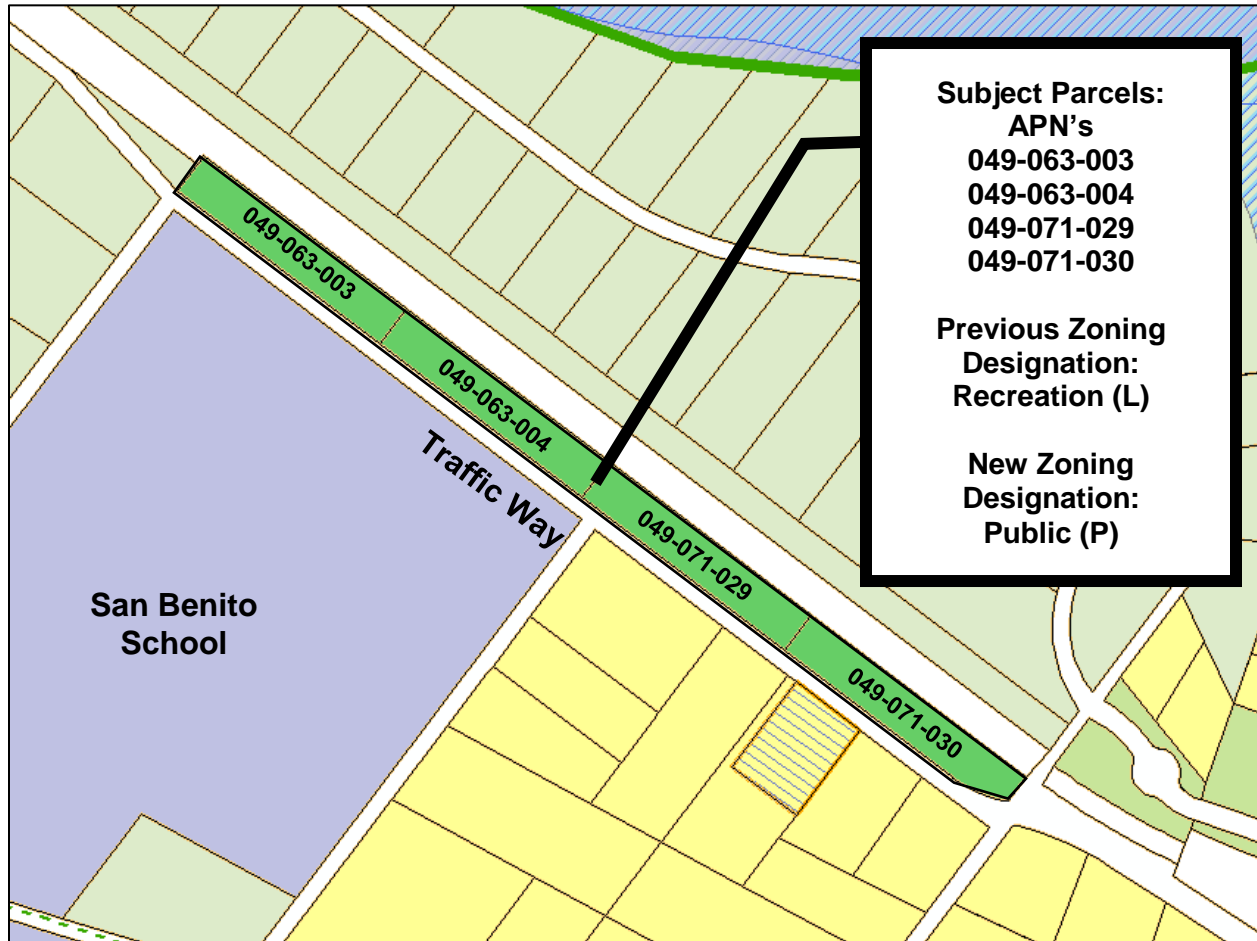 Subject Parcels:
APN's
049-063-003
049-063-004
049-071-029
049-071-030
Previous Zoning
Designation:
Recreation (L)
New Zoning
Designation:
Public (P)
049-063-003
049-063-004
049-071-029
049-071-030
Traffic Way
San Benito
School